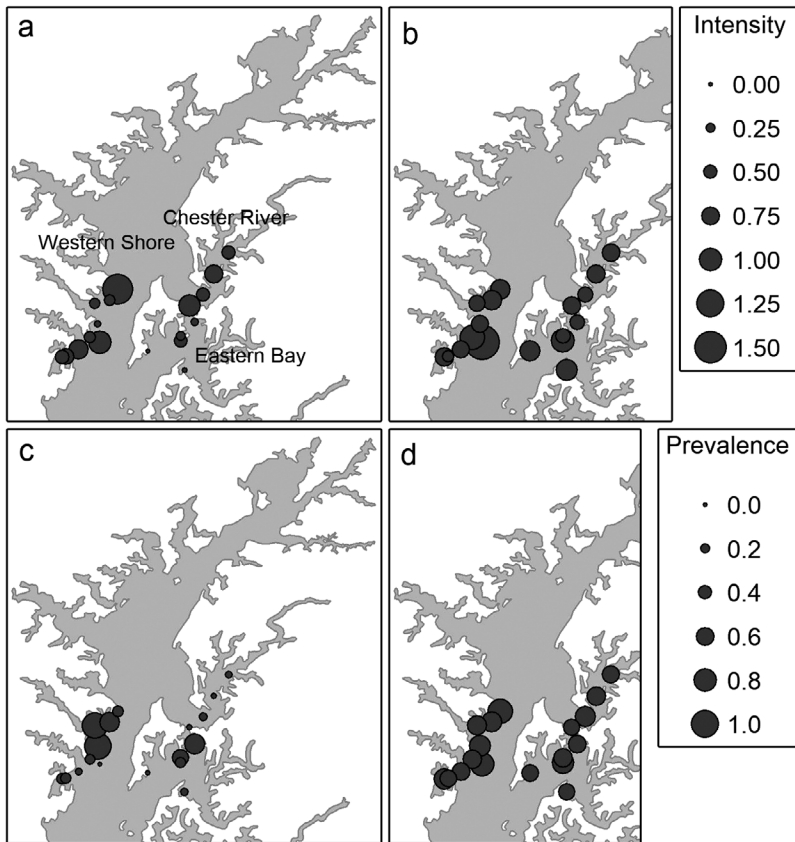 a
Chester River
Western Shore
Eastern Bay
b
Intensity
0.00
0.25
0.50
0.75
1.00
1.25
1.50
c
d
Prevalence
0.0
0.2
0.4
0.6
0.8
1.0